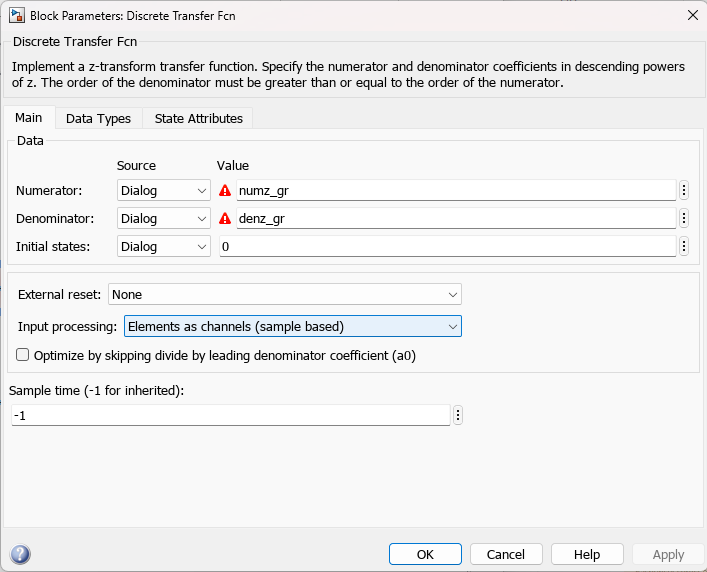 Block Parameters: Discrete Transfer Fcn
Discrete Transfer Fcn
Implement a z-transform transfer function. Specify the numerator and denominator coefficients in descending powers
of z. The order of the denominator must be greater than or equal to the order of the numerator.
Main Data Types State Attributes
Data
Source Value
Numerator: Dialog numz_gr
Denominator: Dialog denz_gr
Initial states: Dialog 0
External reset: None
Input processing: Elements as channels (sample based)
Optimize by skipping divide by leading denominator coefficient (a0)
Sample time (-1 for inherited):
-1
OK Cancel Help Apply